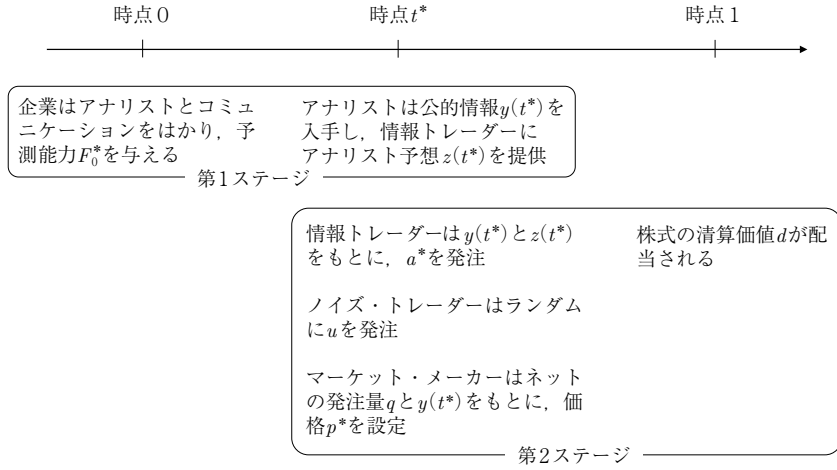 時点0 時点t* 時点1
企業はアナリストとコミュ
ニケーションをはかり，予
測能力F₀*を与える
アナリストは公的情報y(t*)を
入手し，情報トレーダーに
アナリスト予想z(t*)を提供
第1ステージ
情報トレーダーはy(t*)とz(t*)
をもとに，a*を発注
株式の清算価値dが配
当される
ノイズ・トレーダーはランダム
にuを発注
マーケット・メーカーはネット
の発注量qとy(t*)をもとに，価
格p*を設定
第2ステージ